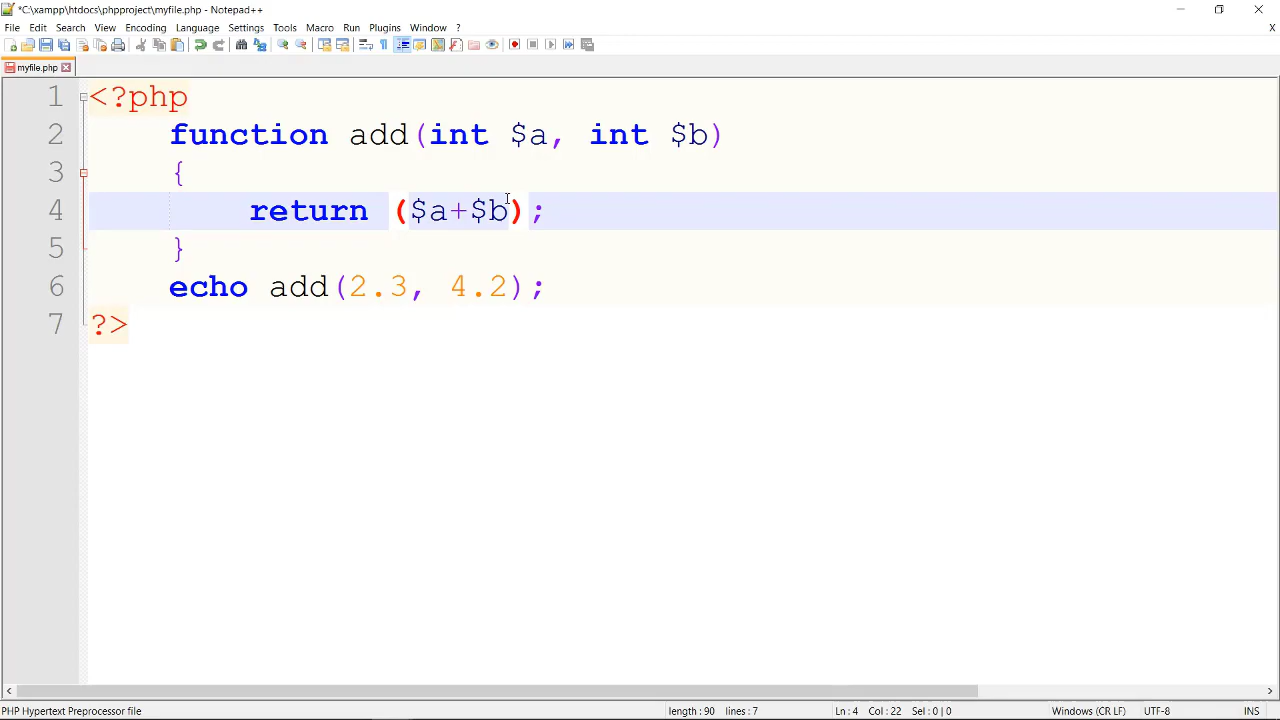 *C:\xampp\htdocs\phpproject\myfile.php - Notepad++
File Edit Search View Encoding Language Settings Tools Macro Run Plugins Window ? X
myfile.php
1 <?php
2 function add(int $a, int $b)
3 {
4 return ($a+$b);
5 }
6 echo add(2.3, 4.2);
7 ?>
PHP Hypertext Preprocessor file length : 90 lines : 7 Ln : 4 Col : 22 Sel : 0 | 0 Windows (CR LF) UTF-8 INS